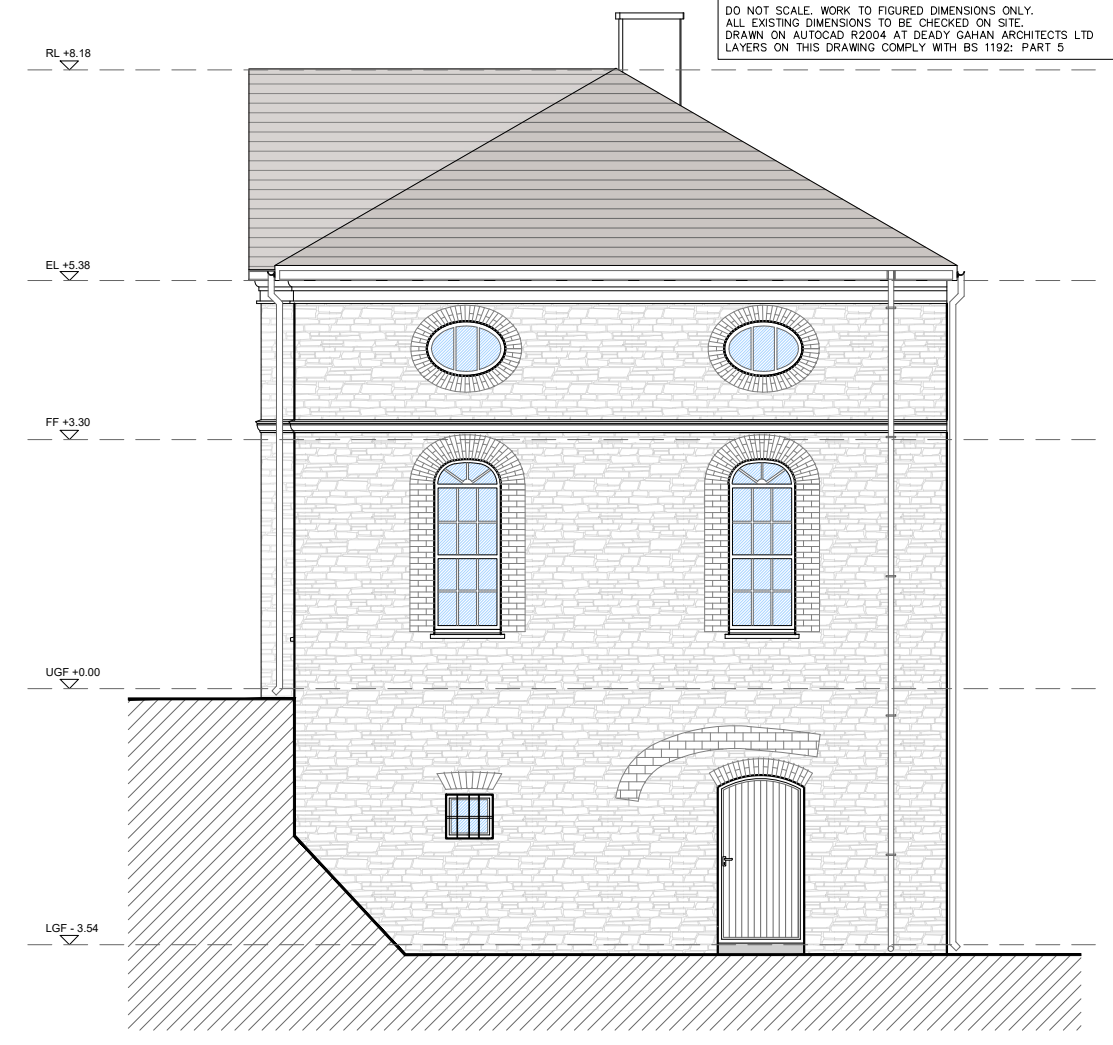 DO NOT SCALE. WORK TO FIGURED DIMENSIONS ONLY.
ALL EXISTING DIMENSIONS TO BE CHECKED ON SITE.
DRAWN ON AUTOCAD R2004 AT DEADY GAHAN ARCHITECTS LTD
LAYERS ON THIS DRAWING COMPLY WITH BS 1192: PART 5
RL +8.18
EL +5.38
FF +3.30
UGF +0.00
LGF - 3.54